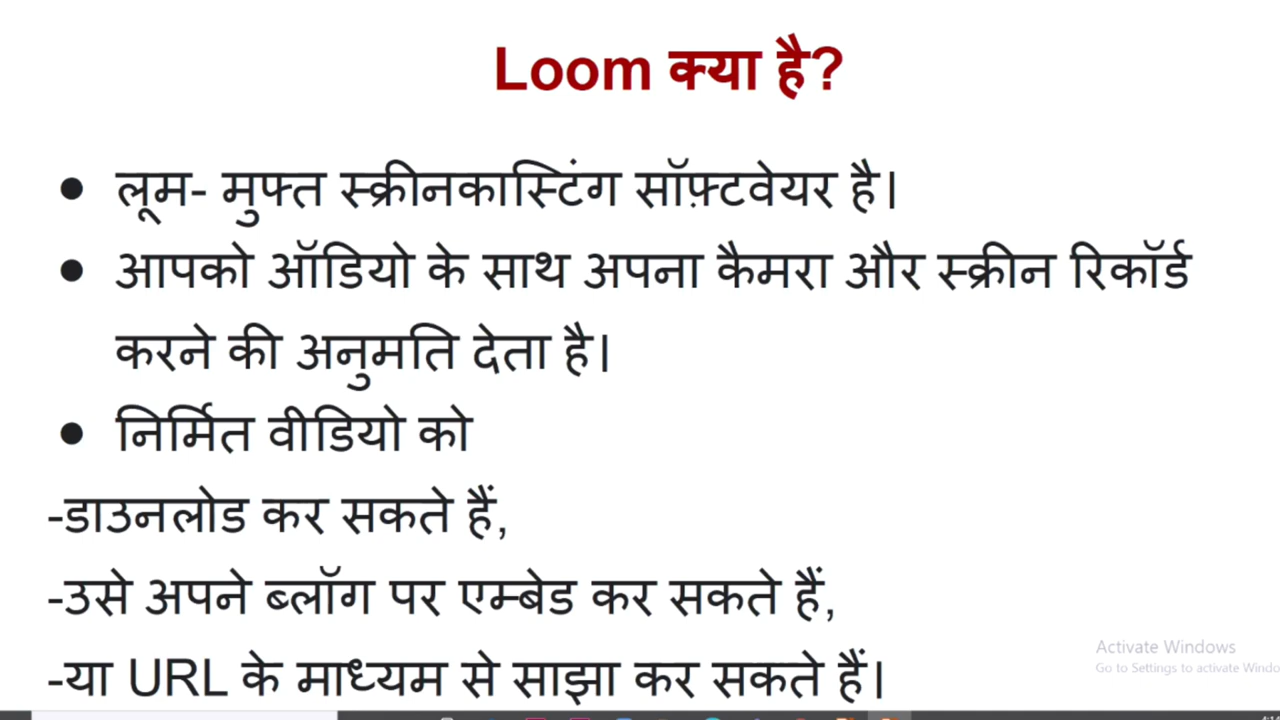 Loom क्या है?
● लूम- मुफ्त स्क्रीनकास्टिंग सॉफ़्टवेयर है।
● आपको ऑडियो के साथ अपना कैमरा और स्क्रीन रिकॉर्ड
करने की अनुमति देता है।
● निर्मित वीडियो को
-डाउनलोड कर सकते हैं,
-उसे अपने ब्लॉग पर एम्बेड कर सकते हैं,
-या URL के माध्यम से साझा कर सकते हैं।
Activate Windows
Go to Settings to activate Windo